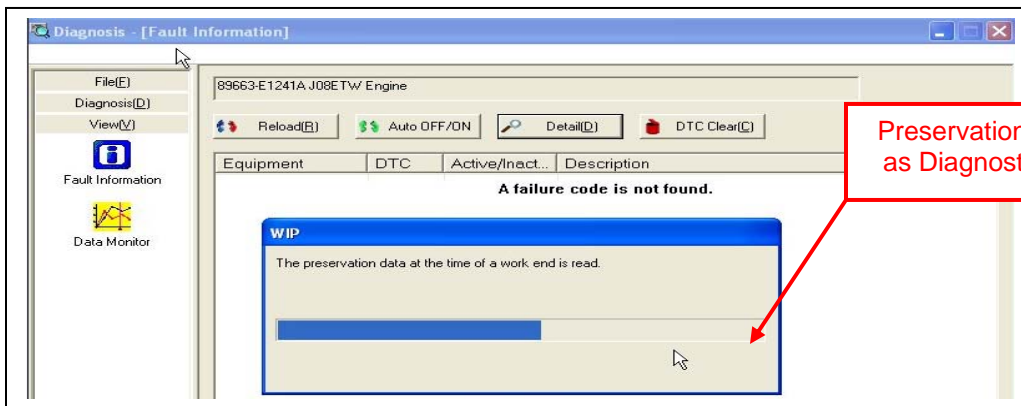 Diagnosis - [Fault Information]
File(F)
Diagnosis(D)
View(V)
Fault Information
Data Monitor
89663-E1241A J08ETW Engine
Reload(R) Auto OFF/ON Detail(D) DTC Clear(C)
Equipment DTC Active/Inact... Description
A failure code is not found.
WIP
The preservation data at the time of a work end is read.
Preservation
as Diagnost